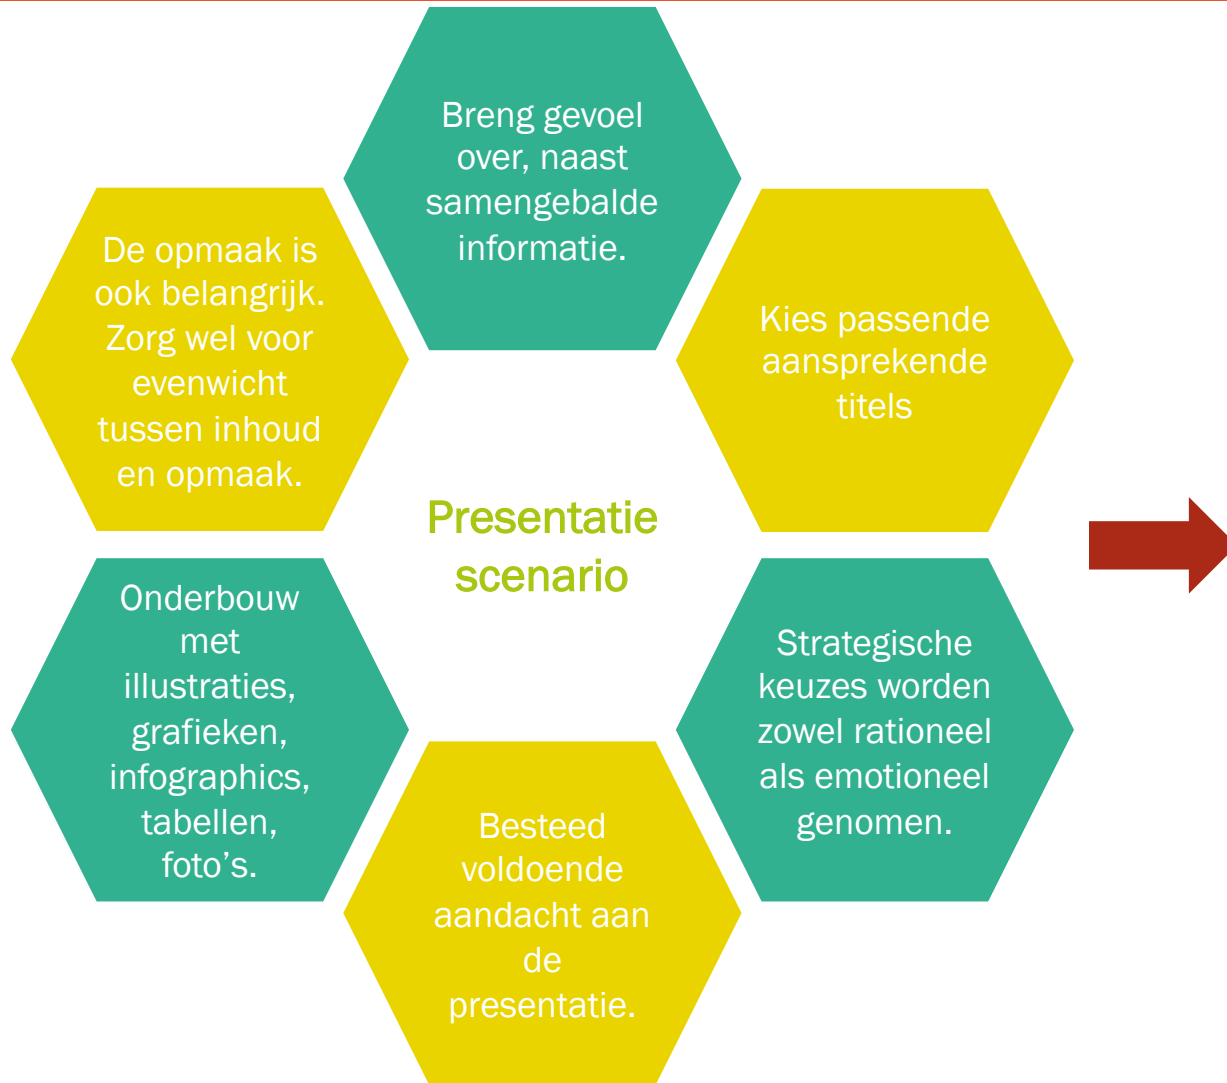 Breng gevoel
over, naast
samengebalde
informatie.
De opmaak is
ook belangrijk.
Zorg wel voor
evenwicht
tussen inhoud
en opmaak.
Kies passende
aansprekende
titels
Presentatie
scenario
Onderbouw
met
illustraties,
grafieken,
infographics,
tabellen,
foto’s.
Strategische
keuzes worden
zowel rationeel
als emotioneel
genomen.
Besteed
voldoende
aandacht aan
de
presentatie.